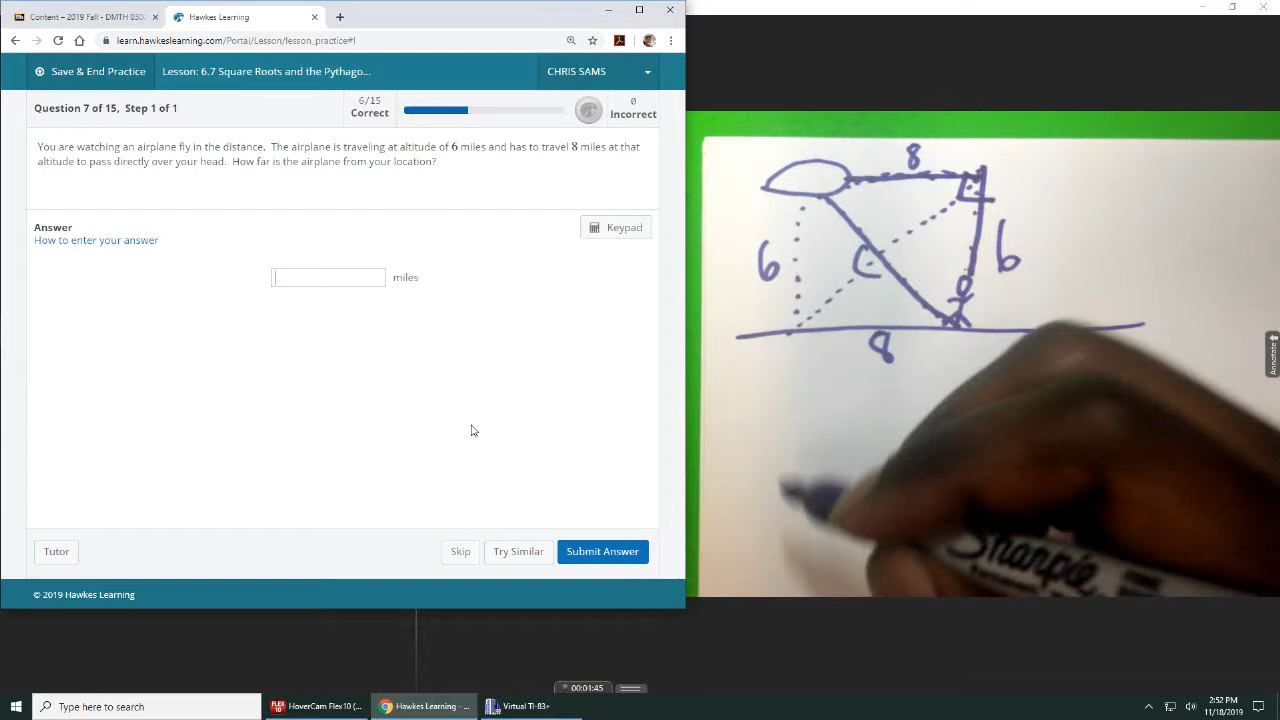 Content – 2019 Fall - DMTH 030
Hawkes Learning
learn.hawkeslearning.com/Portal/Lesson/lesson_practice#!
Save & End Practice
Lesson: 6.7 Square Roots and the Pythago...
CHRIS SAMS
Question 7 of 15, Step 1 of 1
6/15
Correct
0
Incorrect
You are watching an airplane fly in the distance. The airplane is traveling at altitude of 6 miles and has to travel 8 miles at that
altitude to pass directly over your head. How far is the airplane from your location?
Answer
How to enter your answer
Keypad
miles
Tutor
Skip
Try Similar
Submit Answer
© 2019 Hawkes Learning
8
6
C
6
8
Sharpie
Annotate
00:01:45
Type here to search
FLEX 10
HoverCam Flex10 (...
Hawkes Learning - ...
Virtual TI-83+
2:52 PM
11/18/2019